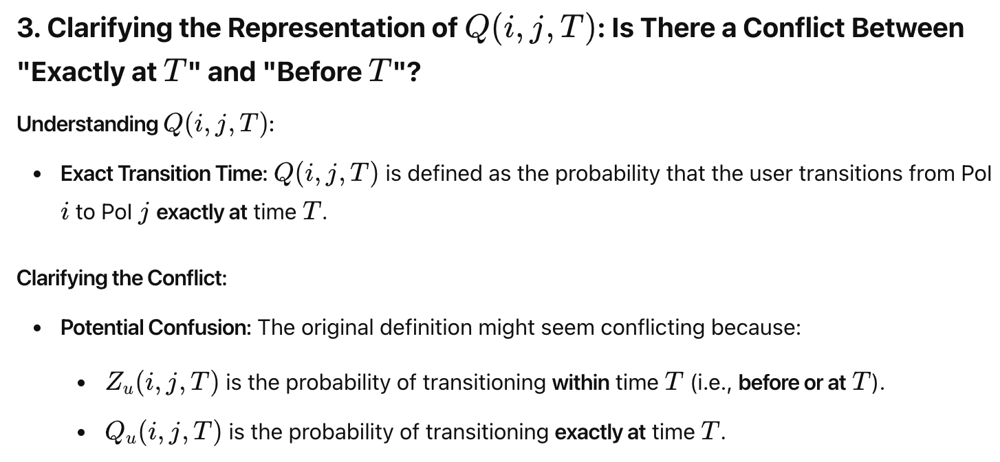 3. Clarifying the Representation of Q(i, j, T): Is There a Conflict Between
"Exactly at T" and "Before T"?
Understanding Q(i, j, T):
• Exact Transition Time: Q(i, j, T) is defined as the probability that the user transitions from PoI
i to PoI j exactly at time T.
Clarifying the Conflict:
• Potential Confusion: The original definition might seem conflicting because:
• Z_u(i, j, T) is the probability of transitioning within time T (i.e., before or at T).
• Q_u(i, j, T) is the probability of transitioning exactly at time T.